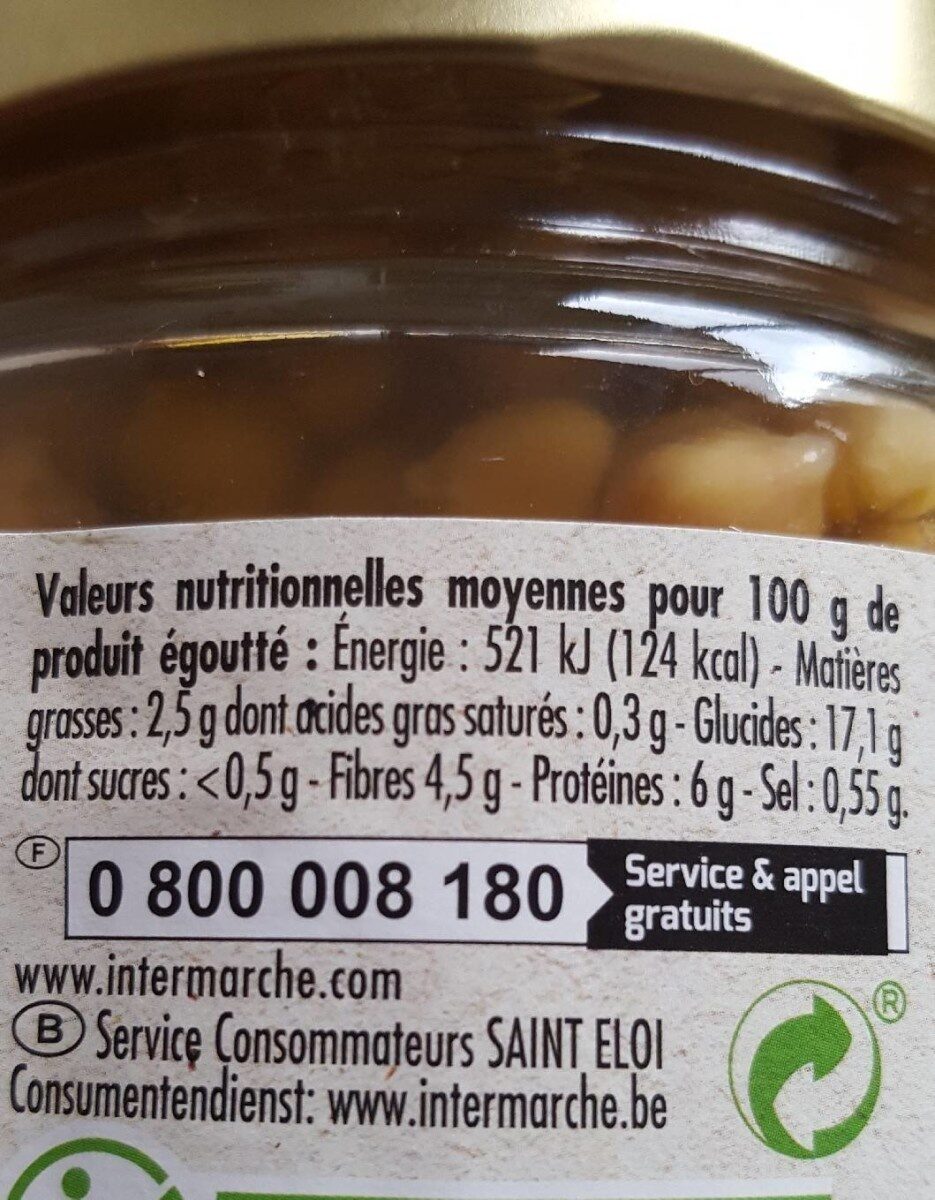 Valeurs nutritionnelles moyennes pour 100 g de
produit égoutté : Énergie : 521 kJ (124 kcal) - Matières
grasses : 2,5 g dont acides gras saturés : 0,3 g - Glucides : 17,1 g
dont sucres : <0,5 g - Fibres 4,5 g - Protéines : 6 g - Sel : 0,55 g.
F
0 800 008 180 Service & appel
gratuits
www.intermarche.com
B Service Consommateurs SAINT ELOI
Consumentendienst: www.intermarche.be
®